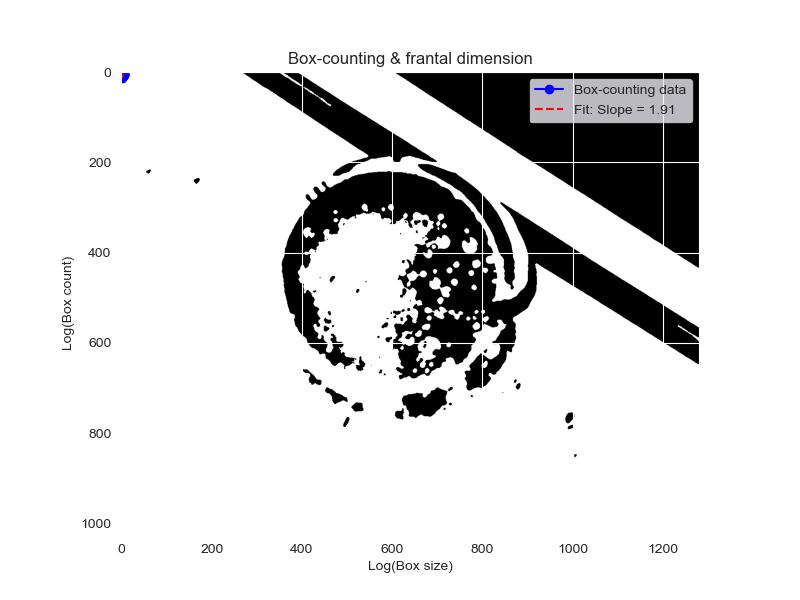 Box-counting & frantal dimension
Box-counting data
Fit: Slope = 1.91
0
200
400
600
800
1000
Log(Box count)
0 200 400 600 800 1000 1200
Log(Box size)